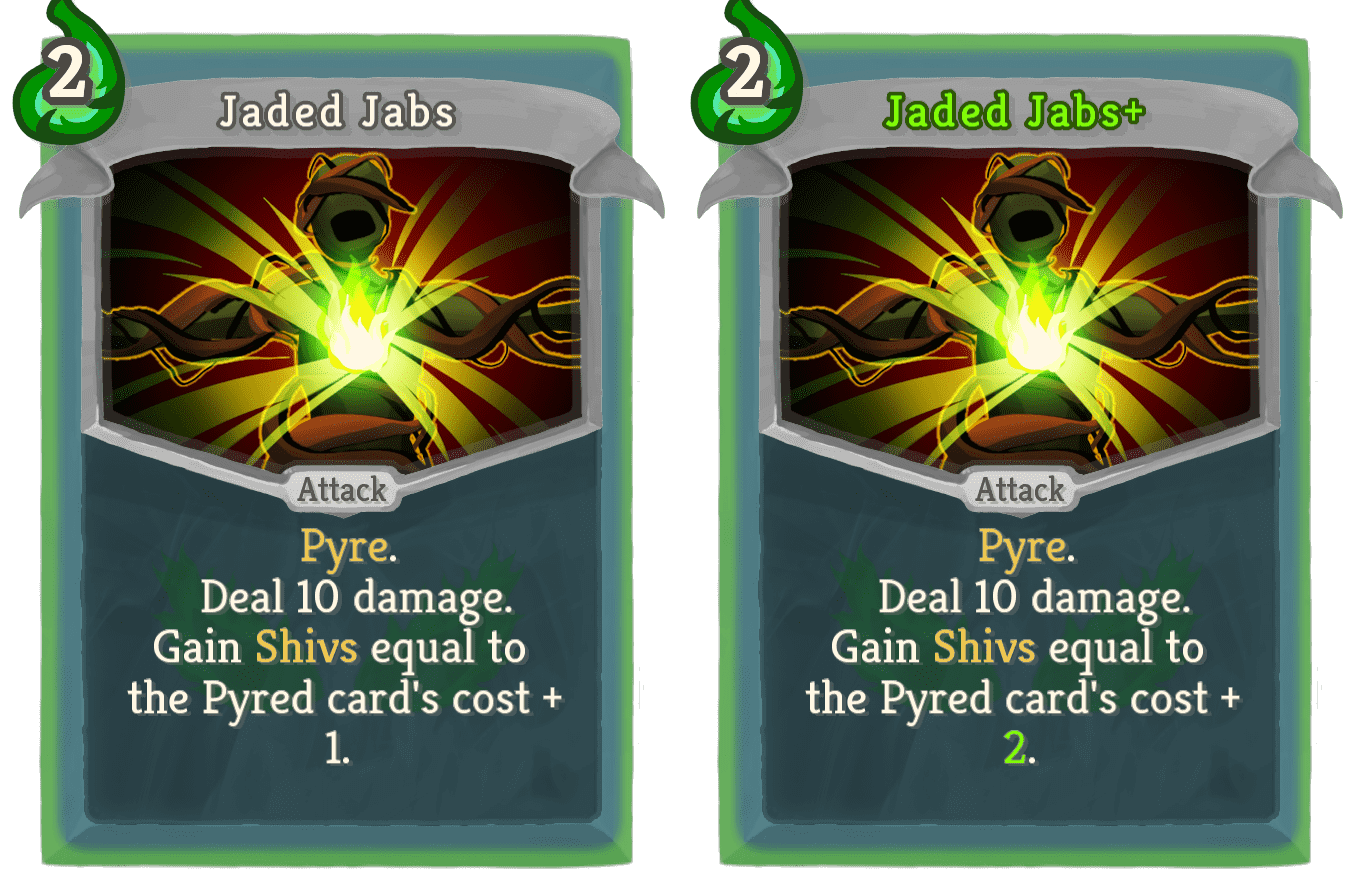 2
Jaded Jabs
Attack
Pyre.
Deal 10 damage.
Gain Shivs equal to
the Pyred card's cost +
1.
2
Jaded Jabs+
Attack
Pyre.
Deal 10 damage.
Gain Shivs equal to
the Pyred card's cost +
2.